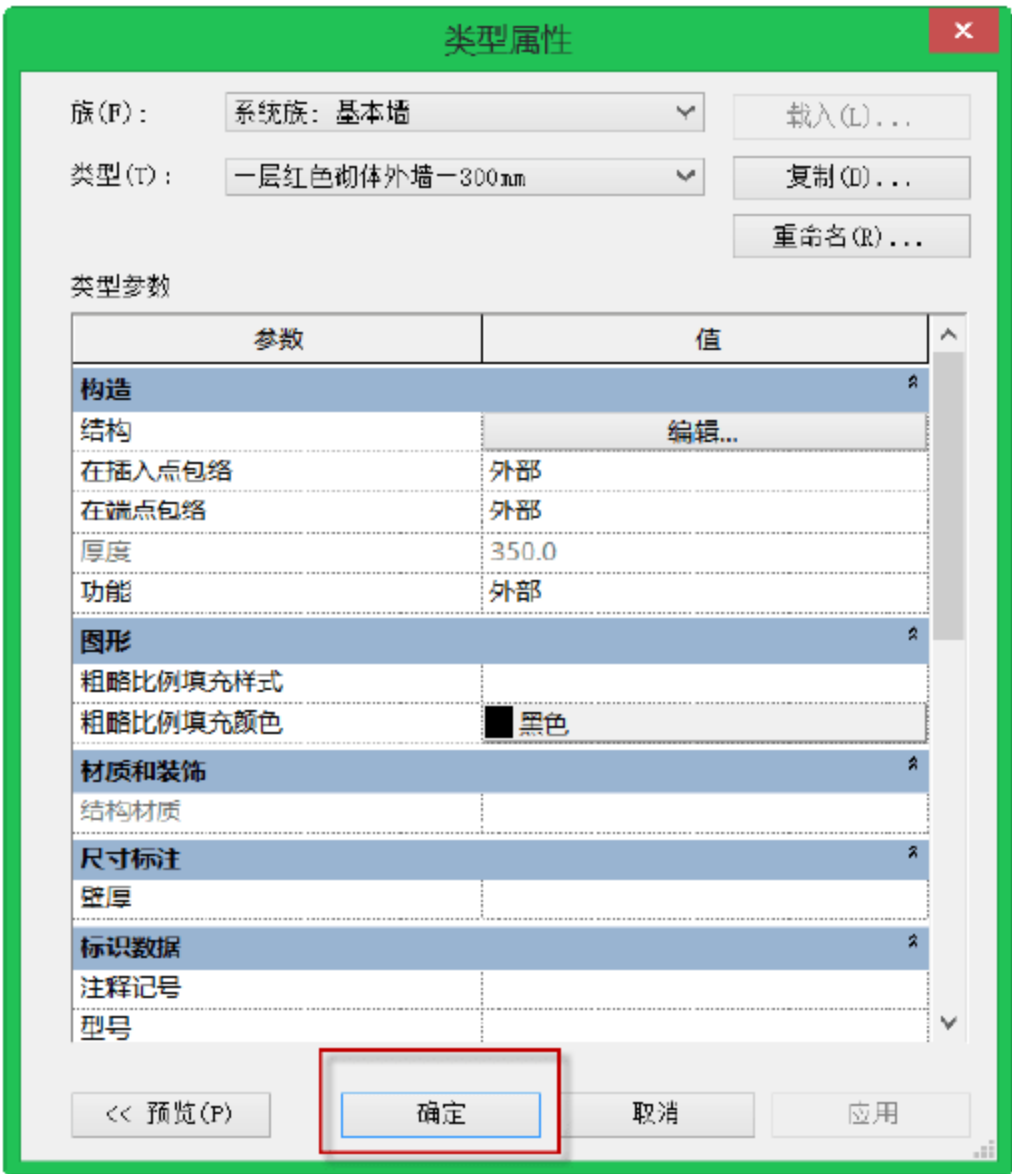 类型属性
族(F): 系统族: 基本墙 载入(L)...
类型(T): 一层红色砌体外墙-300mm 复制(D)...
重命名(R)...
类型参数
参数 值
构造
结构 编辑...
在插入点包络 外部
在端点包络 外部
厚度 350.0
功能 外部
图形
粗略比例填充样式
粗略比例填充颜色 黑色
材质和装饰
结构材质
尺寸标注
壁厚
标识数据
注释记号
型号
<< 预览(P) 确定 取消 应用